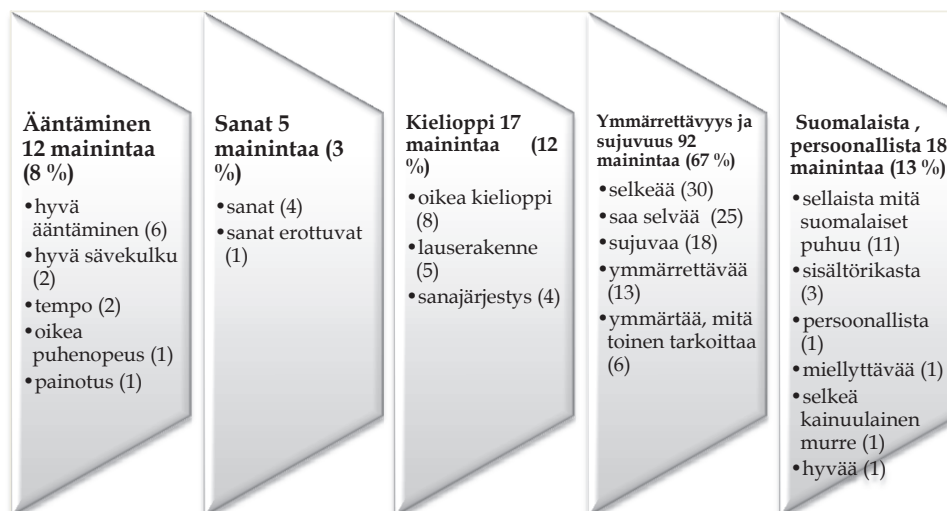 Ääntäminen
12 mainintaa
(8 %)
•hyvä
ääntäminen (6)
•hyvä sävekulku
(2)
•tempo (2)
•oikea
puhenopeus (1)
•painotus (1)
Sanat 5
mainintaa (3
%)
•sanat (4)
•sanat erottuvat
(1)
Kielioppi 17
mainintaa (12
%)
•oikea kielioppi
(8)
•lauserakenne
(5)
•sanajärjestys (4)
Ymmärrettävyys ja
sujuvuus 92
mainintaa (67 %)
•selkeää (30)
•saa selvää (25)
•sujuvaa (18)
•ymmärrettävää
(13)
•ymmärtää, mitä
toinen tarkoittaa
(6)
Suomalaista ,
persoonallista 18
mainintaa (13 %)
•sellaista mitä
suomalaiset
puhuu (11)
•sisältörikasta
(3)
•persoonallista
(1)
•miellyttävää (1)
•selkeä
kainuulainen
murre (1)
•hyvää (1)